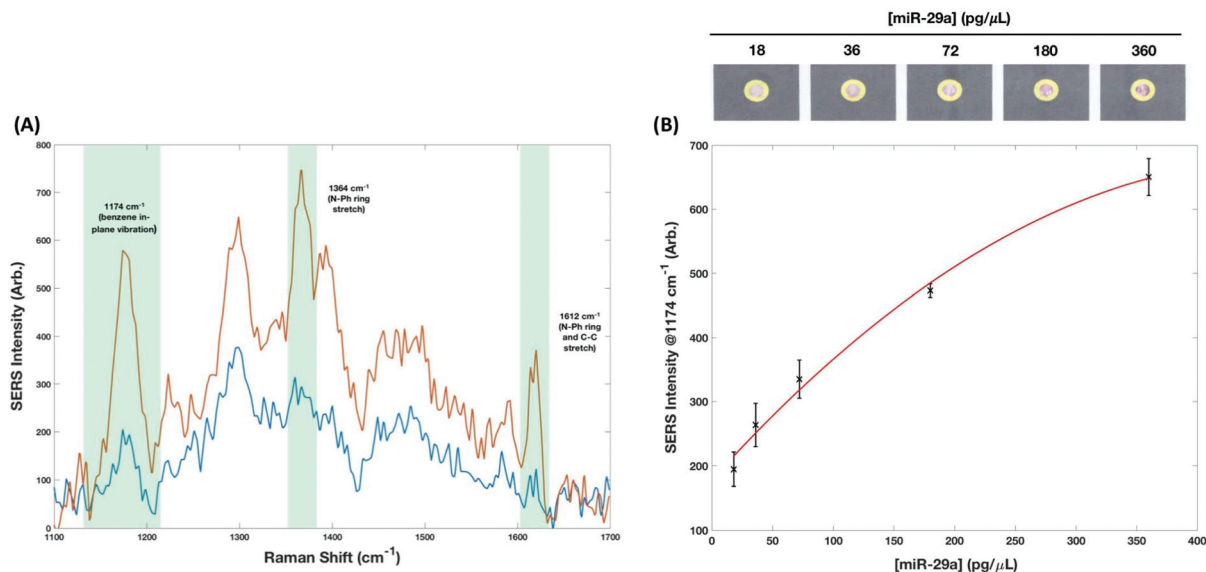 [miR-29a] (pg/μL)
18 36 72 180 360
(A)
800
700
600
500
400
300
200
100
0
SERS Intensity (Arb.)
1174 cm⁻¹
(benzene in-
plane vibration)
1364 cm⁻¹
(N-Ph ring
stretch)
1612 cm⁻¹
(N-Ph ring
and C-C
stretch)
1100 1200 1300 1400 1500 1600 1700
Raman Shift (cm⁻¹)
(B)
700
600
500
400
300
200
100
SERS Intensity @1174 cm⁻¹ (Arb.)
0 50 100 150 200 250 300 350 400
[miR-29a] (pg/μL)